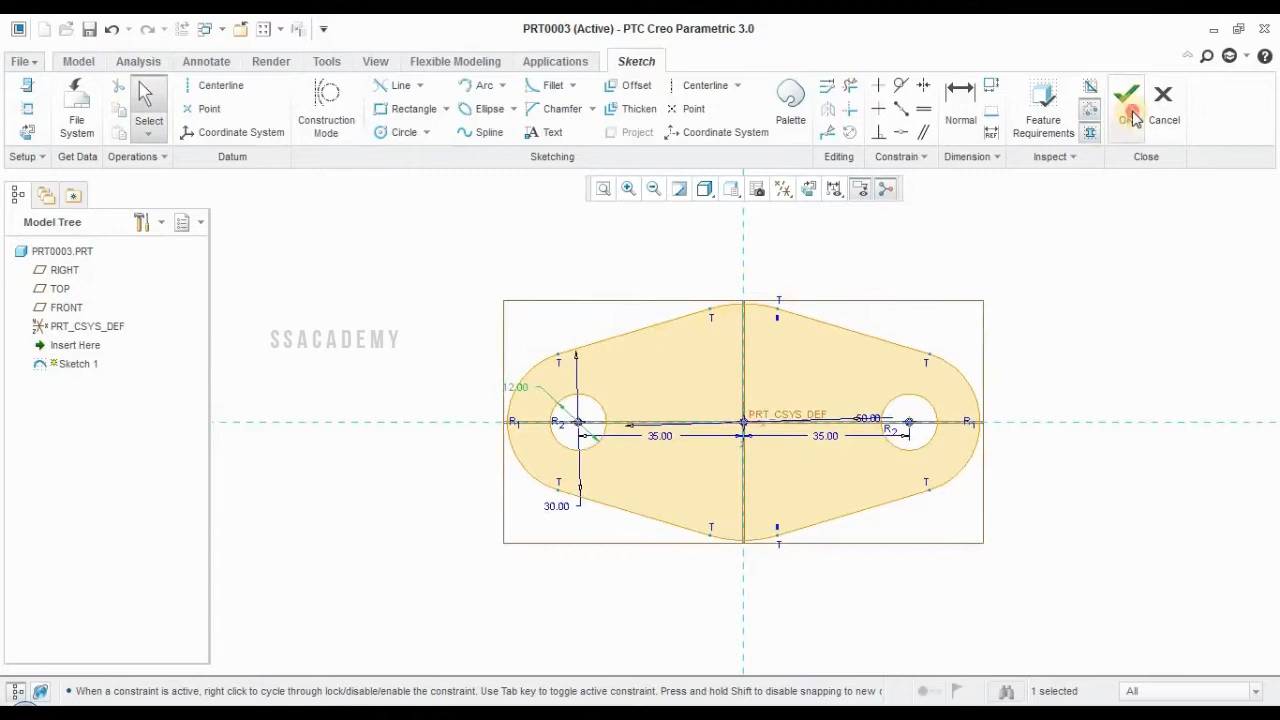 PRT0003 (Active) - PTC Creo Parametric 3.0
File Model Analysis Annotate Render Tools View Flexible Modeling Applications Sketch
Centerline Line Arc Fillet Offset Centerline
Point Rectangle Ellipse Chamfer Thicken Point
Coordinate System Circle Spline Text Project Coordinate System
File System
Select
Construction Mode
Palette
Normal
Feature Requirements
Cancel
Setup Get Data Operations Datum Sketching Editing Constrain Dimension Inspect Close
Model Tree
PRT0003.PRT
RIGHT
TOP
FRONT
PRT_CSYS_DEF
Insert Here
Sketch 1
SSACADEMY
T
T T
T T
12.00
PRT_CSYS_DEF
50.00
R1 R2 R2 R1
35.00 35.00
T T
30.00
T
T
When a constraint is active, right click to cycle through lock/disable/enable the constraint. Use Tab key to toggle active constraint. Press and hold Shift to disable snapping to new
1 selected
All